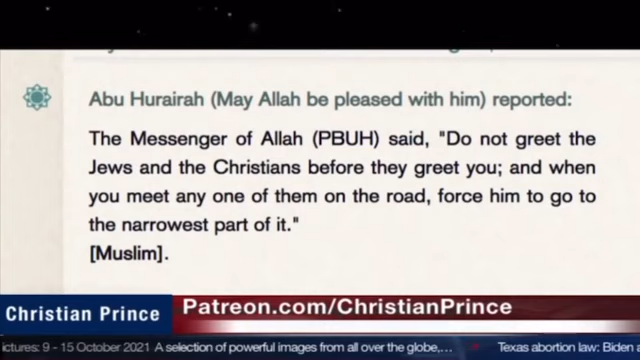 Abu Hurairah (May Allah be pleased with him) reported:
The Messenger of Allah (PBUH) said, "Do not greet the
Jews and the Christians before they greet you; and when
you meet any one of them on the road, force him to go to
the narrowest part of it."
[Muslim].
Christian Prince
Patreon.com/ChristianPrince
ictures: 9 - 15 October 2021 A selection of powerful images from all over the globe,... Texas abortion law: Biden a